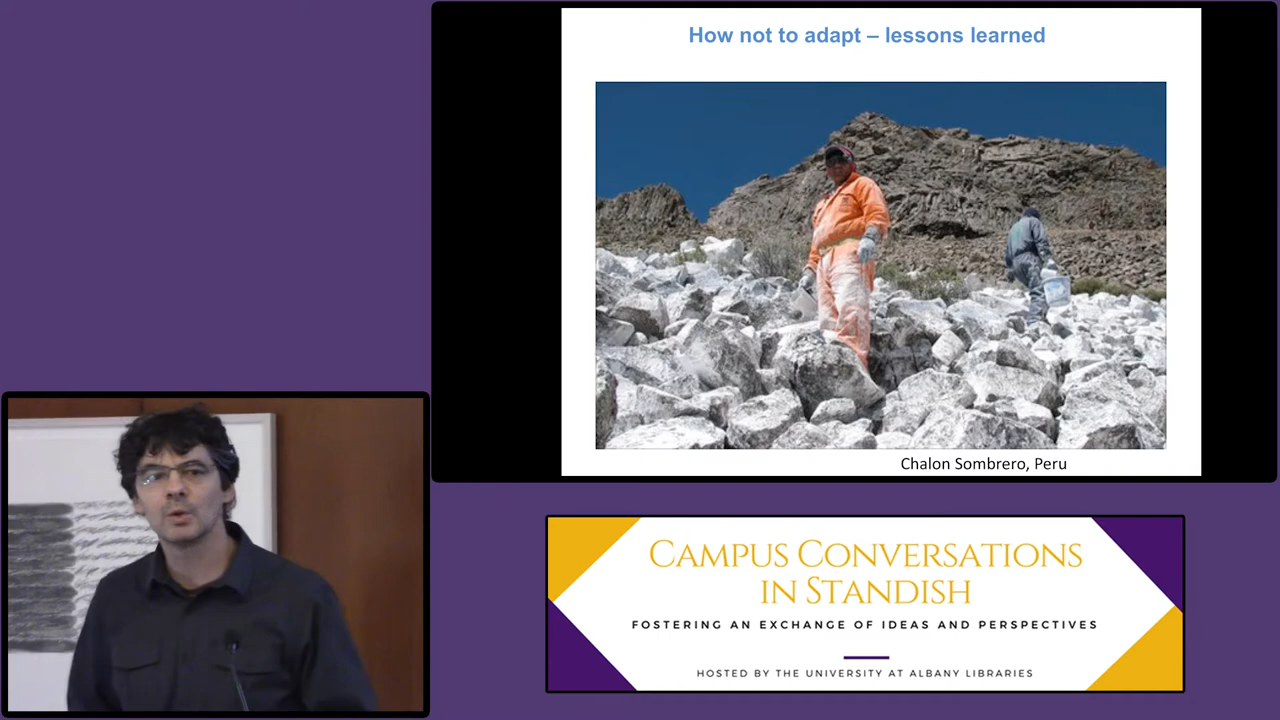 How not to adapt – lessons learned
Chalon Sombrero, Peru
CAMPUS CONVERSATIONS
IN STANDISH
FOSTERING AN EXCHANGE OF IDEAS AND PERSPECTIVES
HOSTED BY THE UNIVERSITY AT ALBANY LIBRARIES